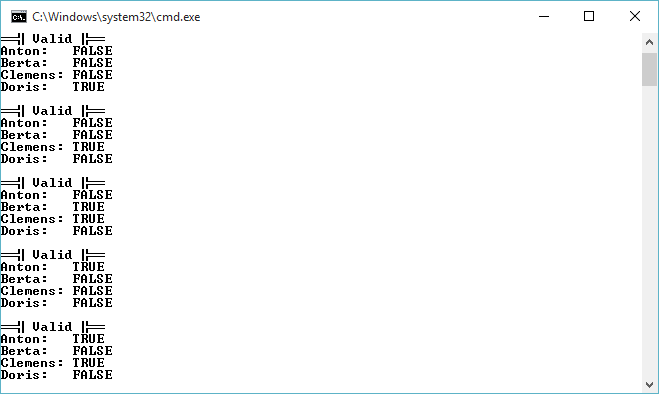 C:\Windows\system32\cmd.exe
══╣ Valid ╠══
Anton:   FALSE
Berta:   FALSE
Clemens: FALSE
Doris:   TRUE
══╣ Valid ╠══
Anton:   FALSE
Berta:   FALSE
Clemens: TRUE
Doris:   FALSE
══╣ Valid ╠══
Anton:   FALSE
Berta:   TRUE
Clemens: TRUE
Doris:   FALSE
══╣ Valid ╠══
Anton:   TRUE
Berta:   FALSE
Clemens: FALSE
Doris:   FALSE
══╣ Valid ╠══
Anton:   TRUE
Berta:   FALSE
Clemens: TRUE
Doris:   FALSE